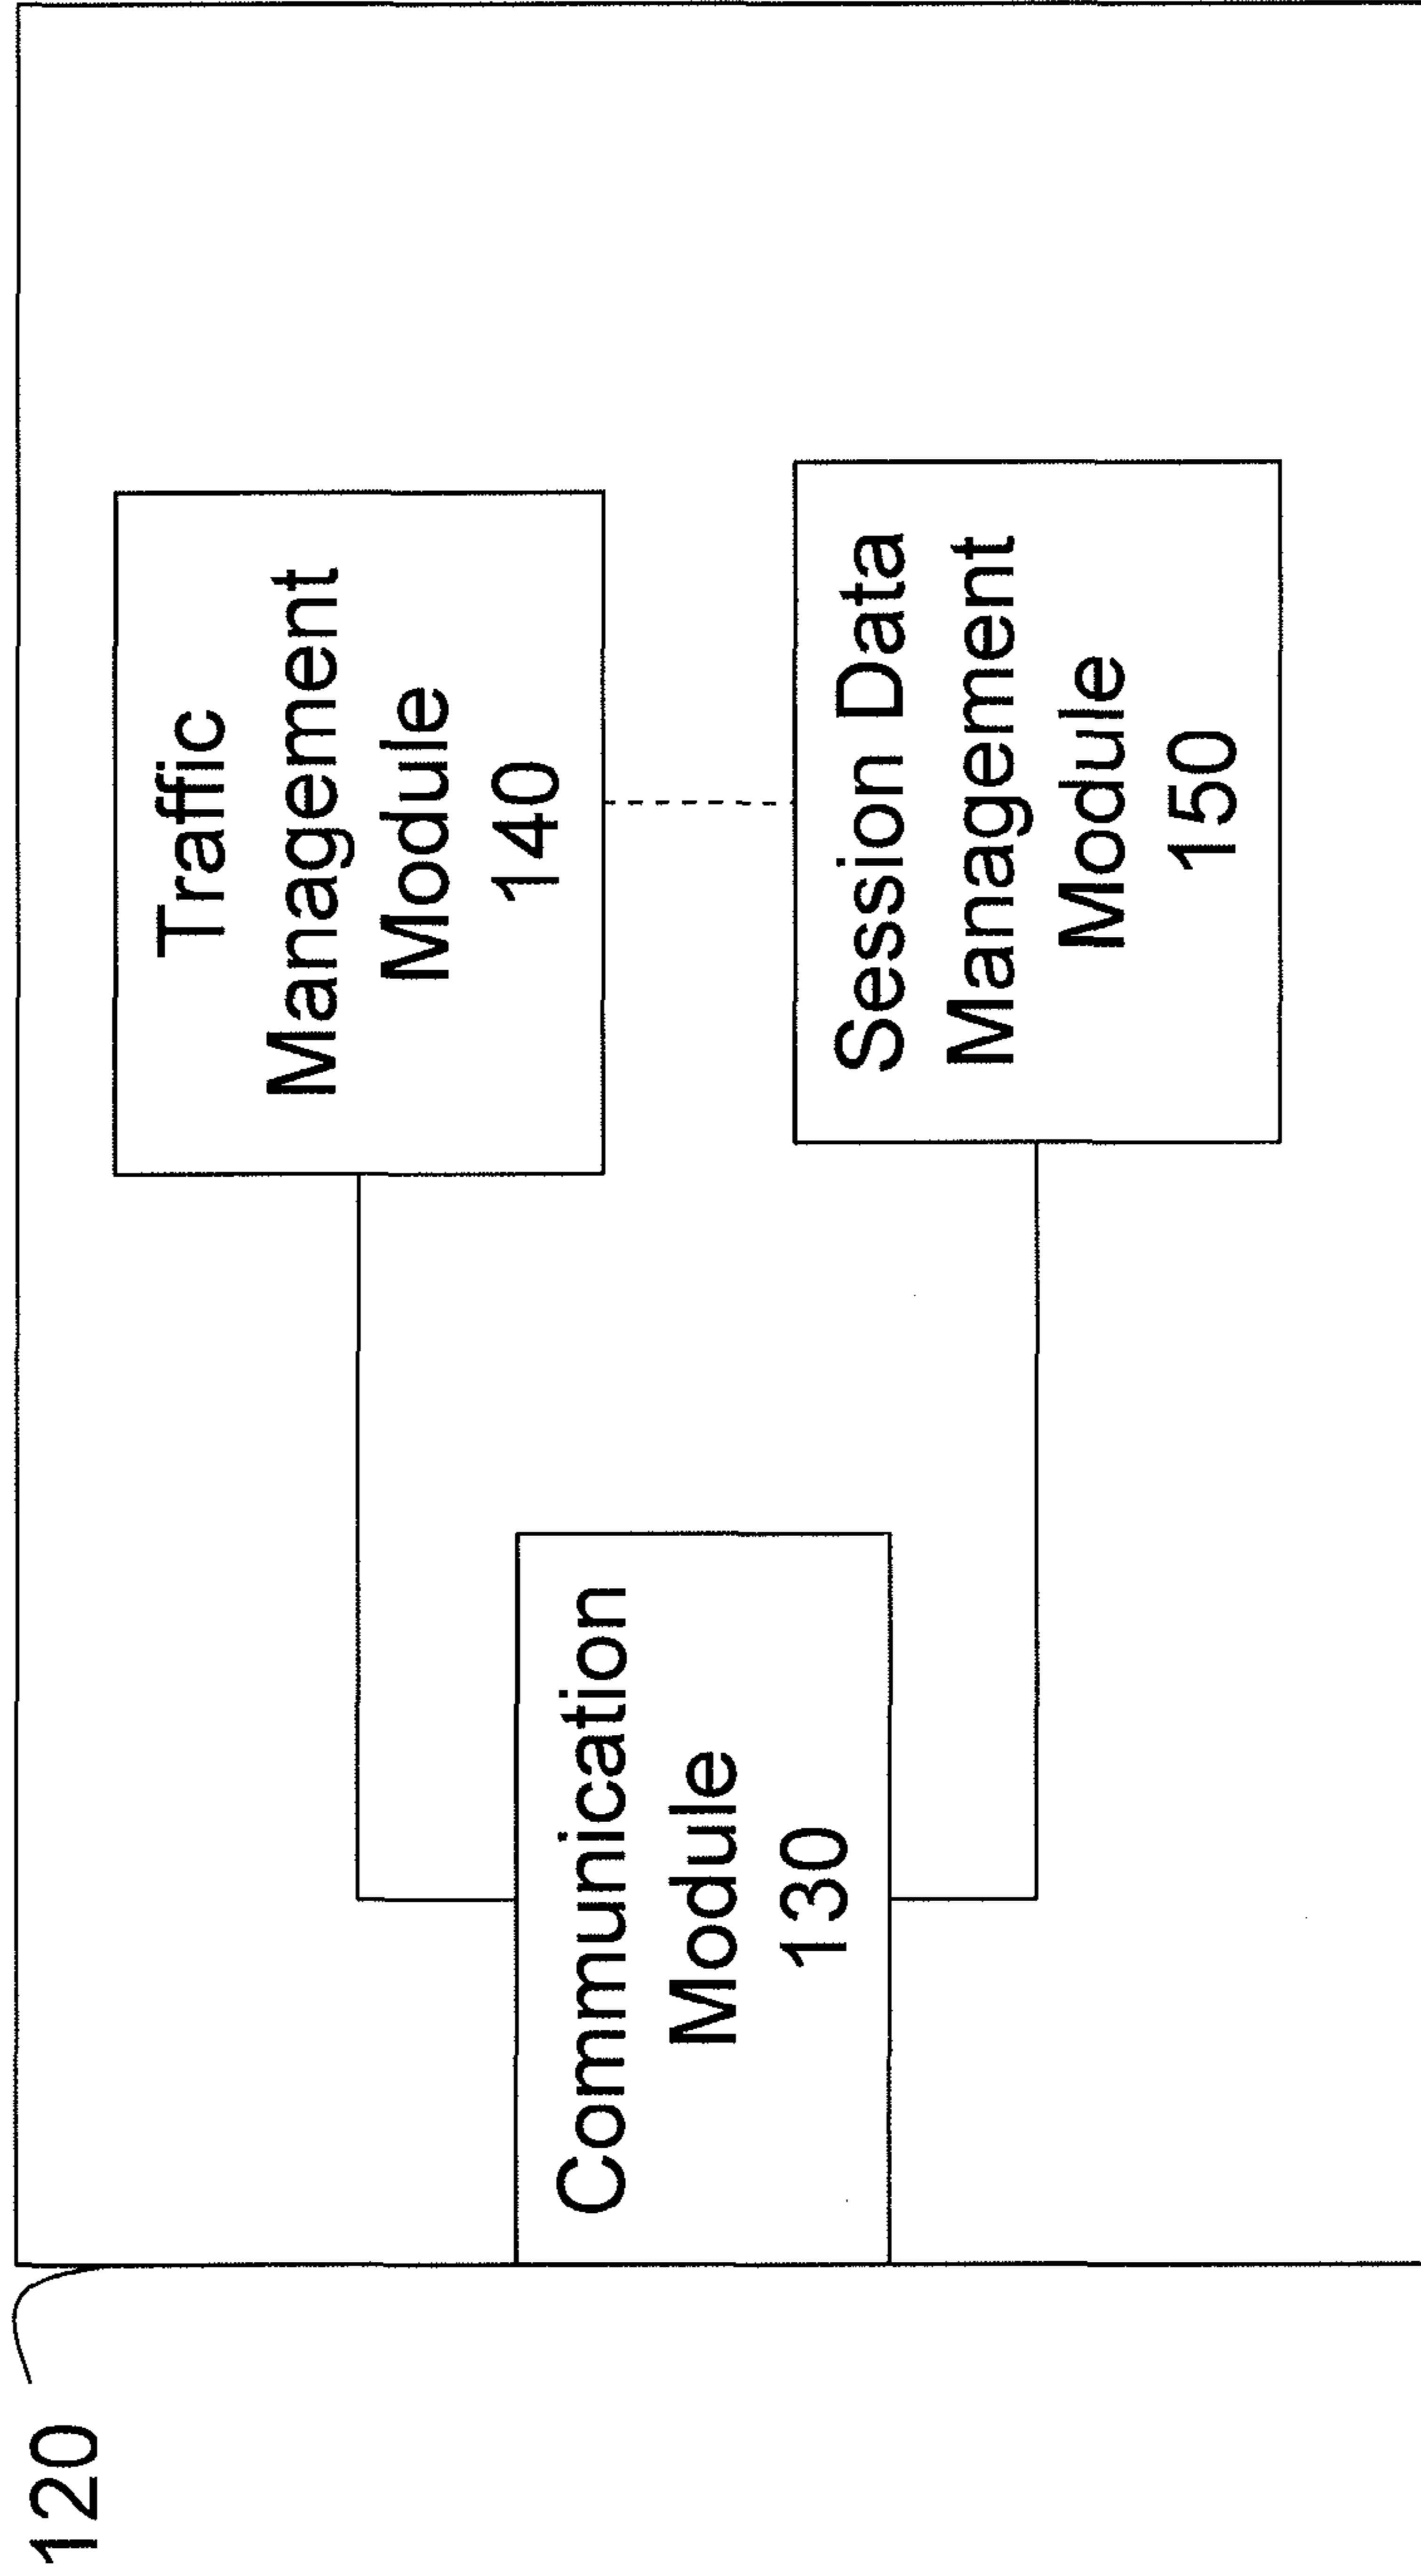 120
Communication
Module
130
Traffic
Management
Module
140
Session Data
Management
Module
150